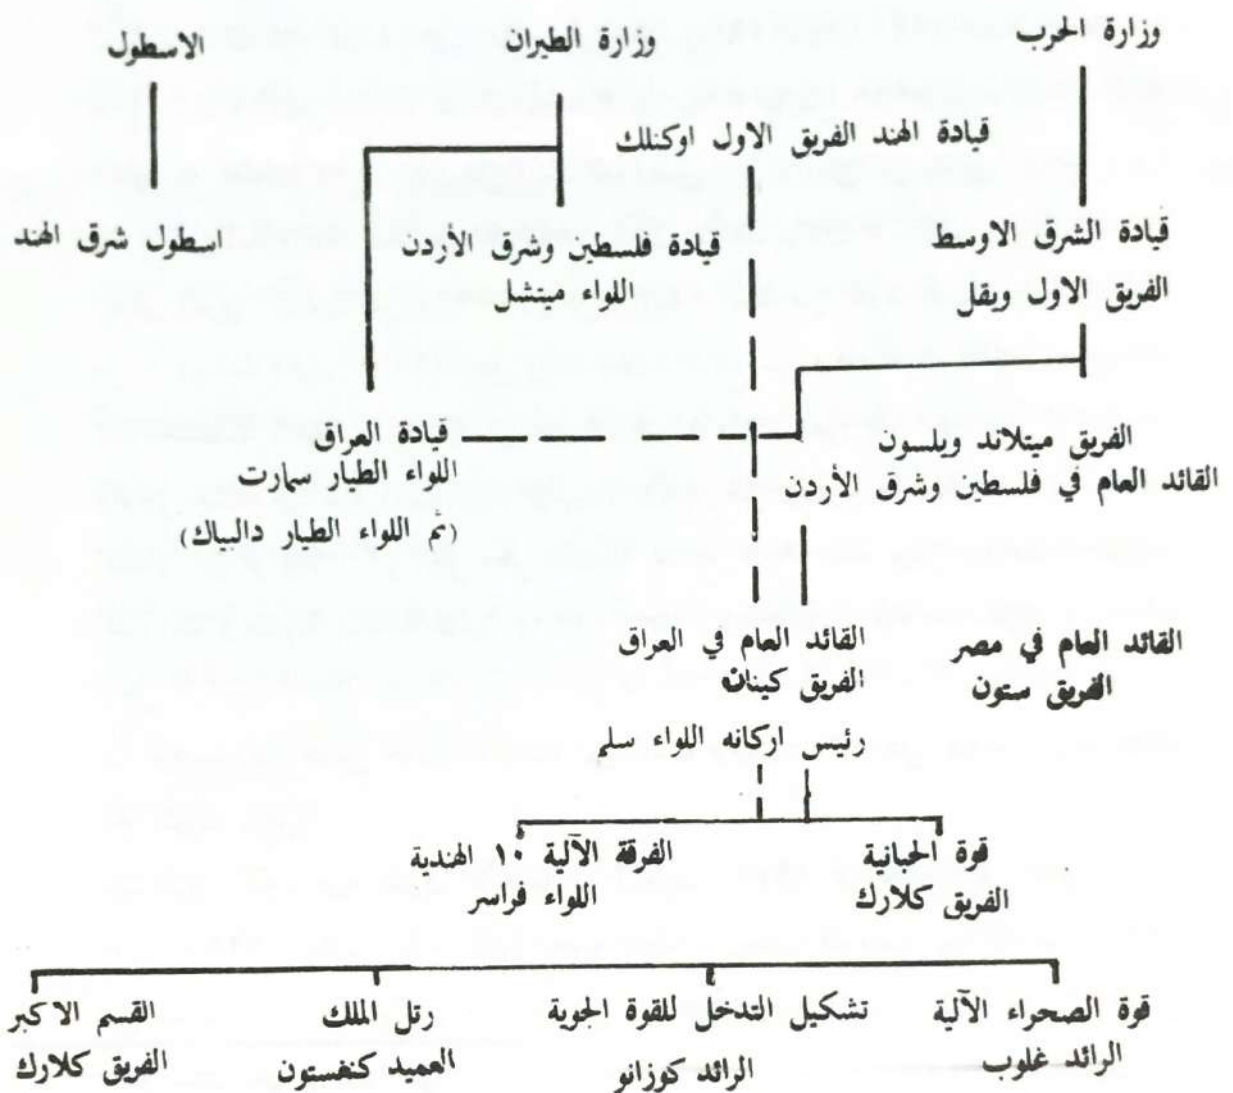 وزارة الحرب
وزارة الطيران
الاسطول
قيادة الهند الفريق الاول اوكنلك
قيادة الشرق الاوسط
الفريق الاول ويقل
قيادة فلسطين وشرق الأردن
اللواء ميتشل
اسطول شرق الهند
الفريق ميتلاند ويلسون
القائد العام في فلسطين وشرق الأردن
قيادة العراق
اللواء الطيار سمارت
(ثم اللواء الطيار دالبياك)
القائد العام في مصر
الفريق ستون
القائد العام في العراق
الفريق كينان
رئيس اركانه اللواء سلم
قوة الحبانية
الفريق كلارك
الفرقة الآلية ١٠ الهندية
اللواء فراسر
قوة الصحراء الآلية
الرائد غلوب
تشكيل التدخل للقوة الجوية
الرائد كوزانو
رتل الملك
العميد كنغستون
القسم الاكبر
الفريق كلارك